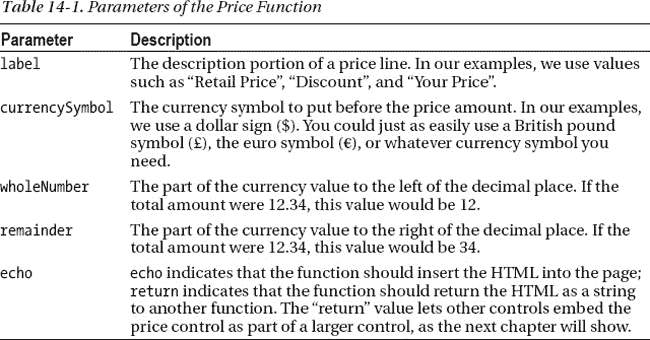 Table 14-1. Parameters of the Price Function
Parameter Description
label The description portion of a price line. In our examples, we use values
such as “Retail Price”, “Discount”, and “Your Price”.
currencySymbol The currency symbol to put before the price amount. In our examples,
we use a dollar sign ($). You could just as easily use a British pound
symbol (£), the euro symbol (€), or whatever currency symbol you
need.
wholeNumber The part of the currency value to the left of the decimal place. If the
total amount were 12.34, this value would be 12.
remainder The part of the currency value to the right of the decimal place. If the
total amount were 12.34, this value would be 34.
echo echo indicates that the function should insert the HTML into the page;
return indicates that the function should return the HTML as a string
to another function. The “return” value lets other controls embed the
price control as part of a larger control, as the next chapter will show.